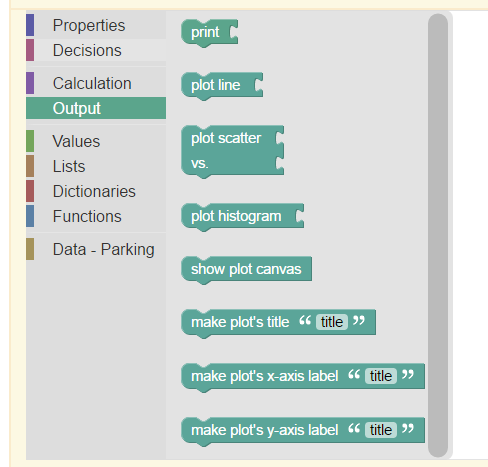 Properties
Decisions
Calculation
Output
Values
Lists
Dictionaries
Functions
Data - Parking
print
plot line
plot scatter
vs.
plot histogram
show plot canvas
make plot's title “ title ”
make plot's x-axis label “ title ”
make plot's y-axis label “ title ”